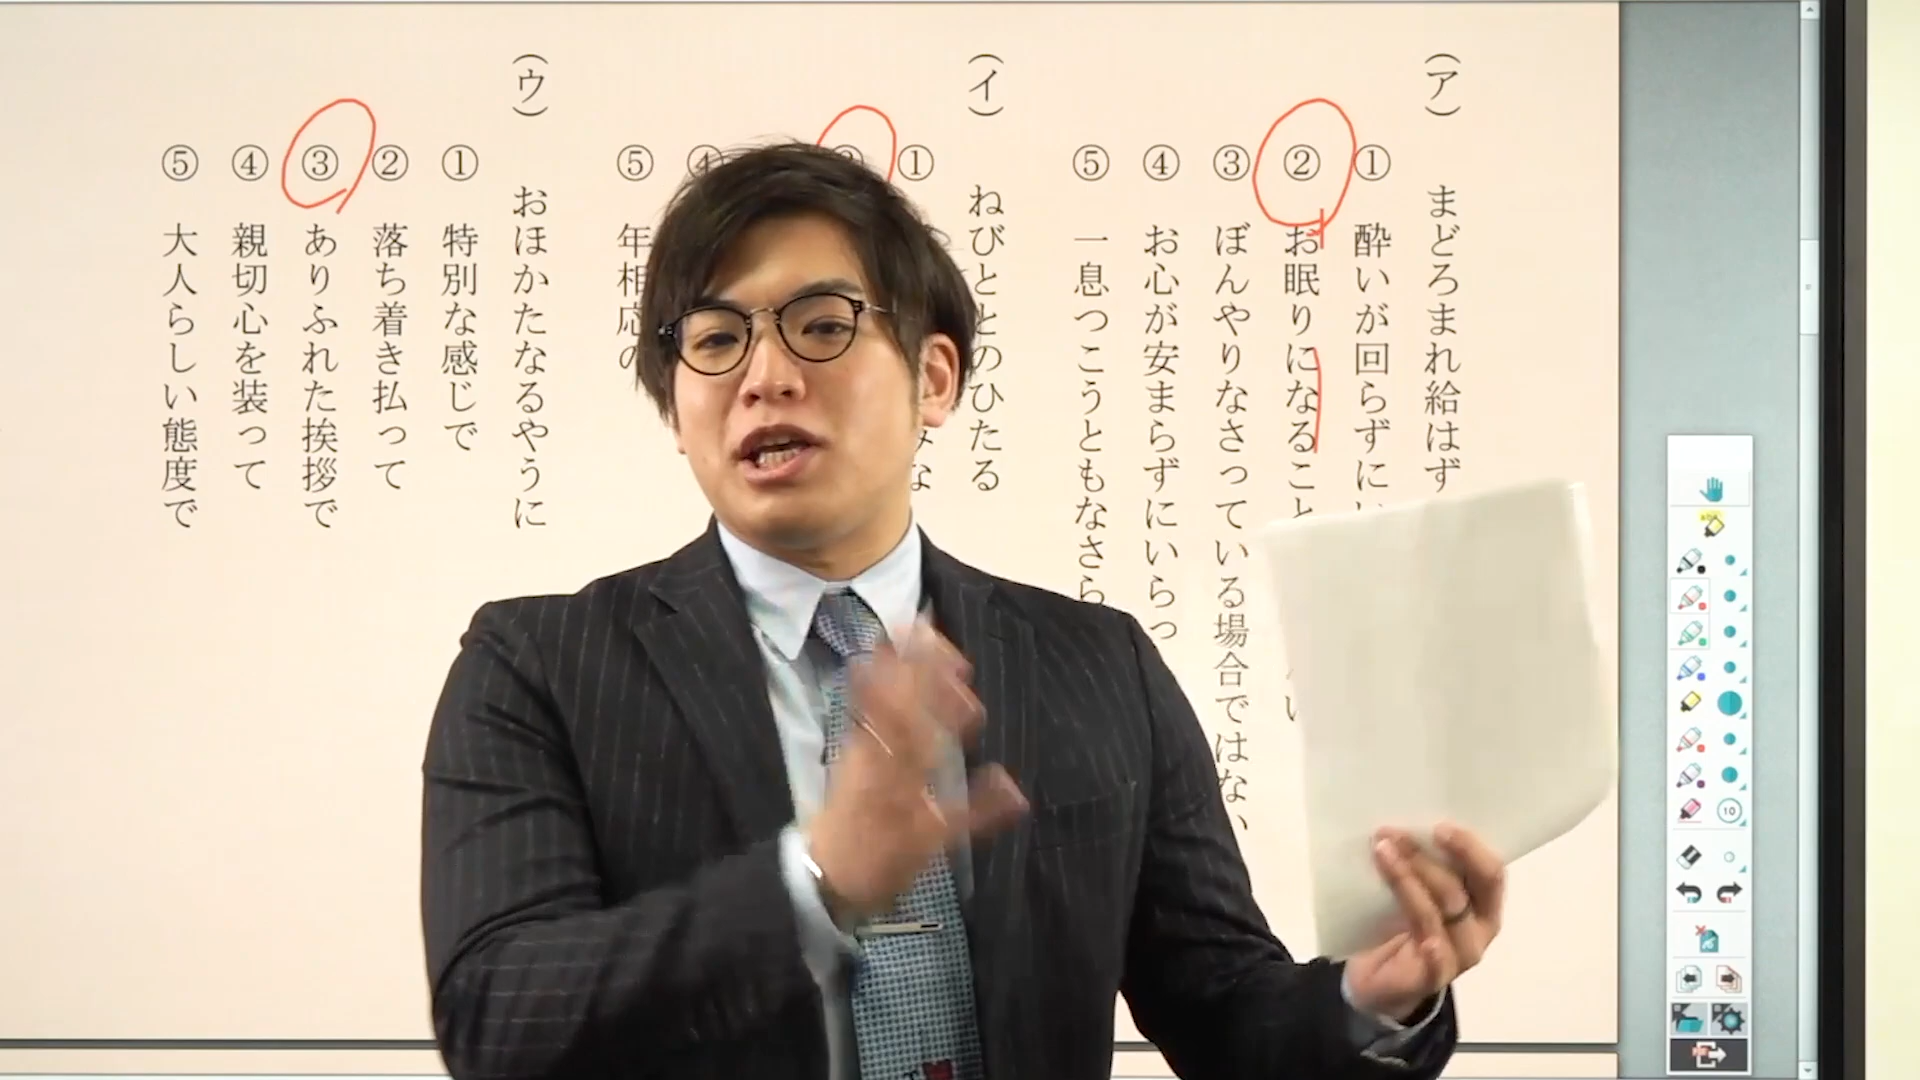 (ア) まどろまれ給はず
① 酔いが回らずに
② お眠りになること
③ ぼんやりなさっている場合ではない
④ お心が安まらずにいらっ
⑤ 一息つこうともなさら
(イ) ねびととのひたる
①
④
⑤ 年相応の
(ウ) おほかたなるやうに
① 特別な感じで
② 落ち着き払って
③ ありふれた挨拶で
④ 親切心を装って
⑤ 大人らしい態度で
10